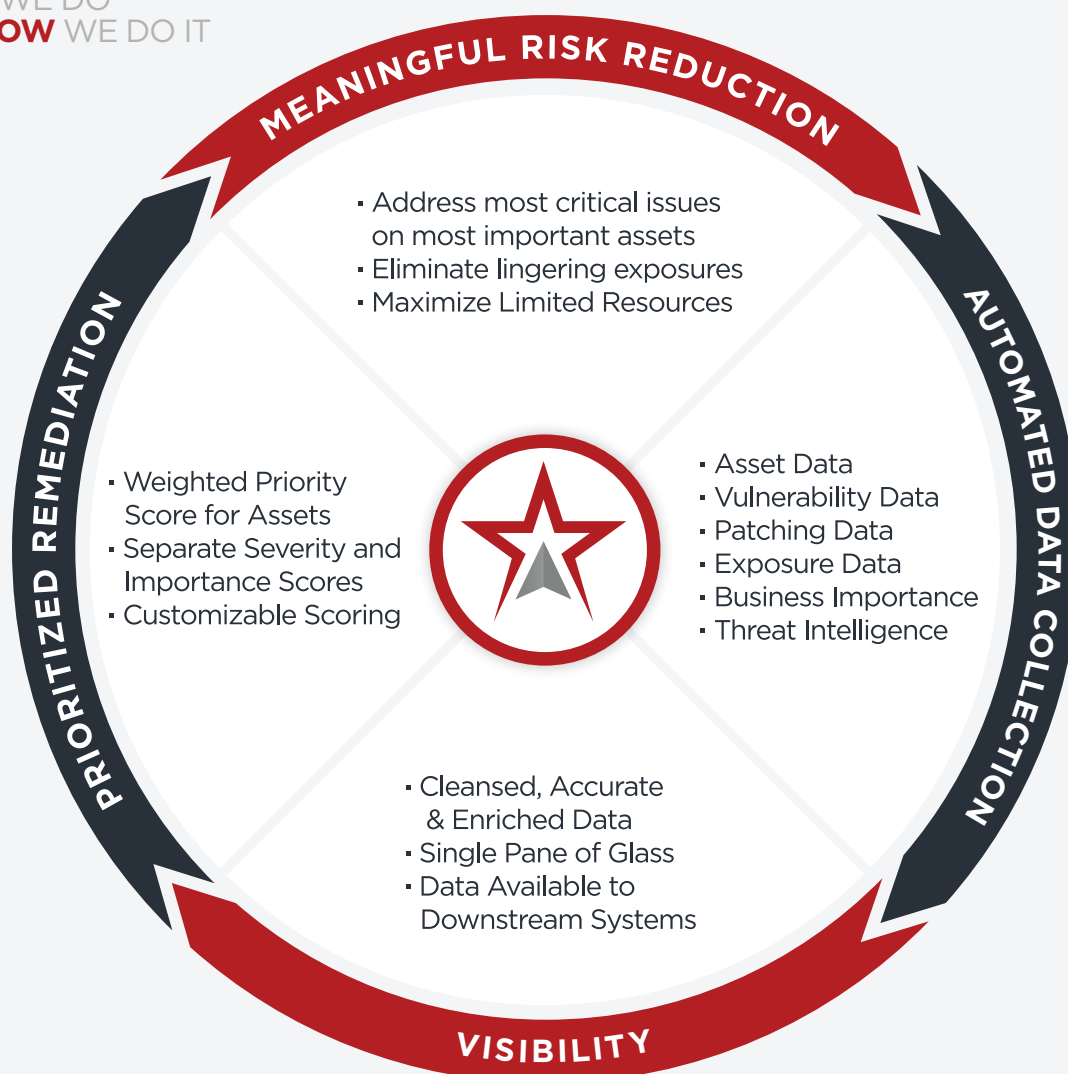 WE DO
OW WE DO IT
MEANINGFUL RISK REDUCTION
▪ Address most critical issues
on most important assets
▪ Eliminate lingering exposures
▪ Maximize Limited Resources
AUTOMATED DATA COLLECTION
▪ Asset Data
▪ Vulnerability Data
▪ Patching Data
▪ Exposure Data
▪ Business Importance
▪ Threat Intelligence
VISIBILITY
▪ Cleansed, Accurate
& Enriched Data
▪ Single Pane of Glass
▪ Data Available to
Downstream Systems
PRIORITIZED REMEDIATION
▪ Weighted Priority
Score for Assets
▪ Separate Severity and
Importance Scores
▪ Customizable Scoring